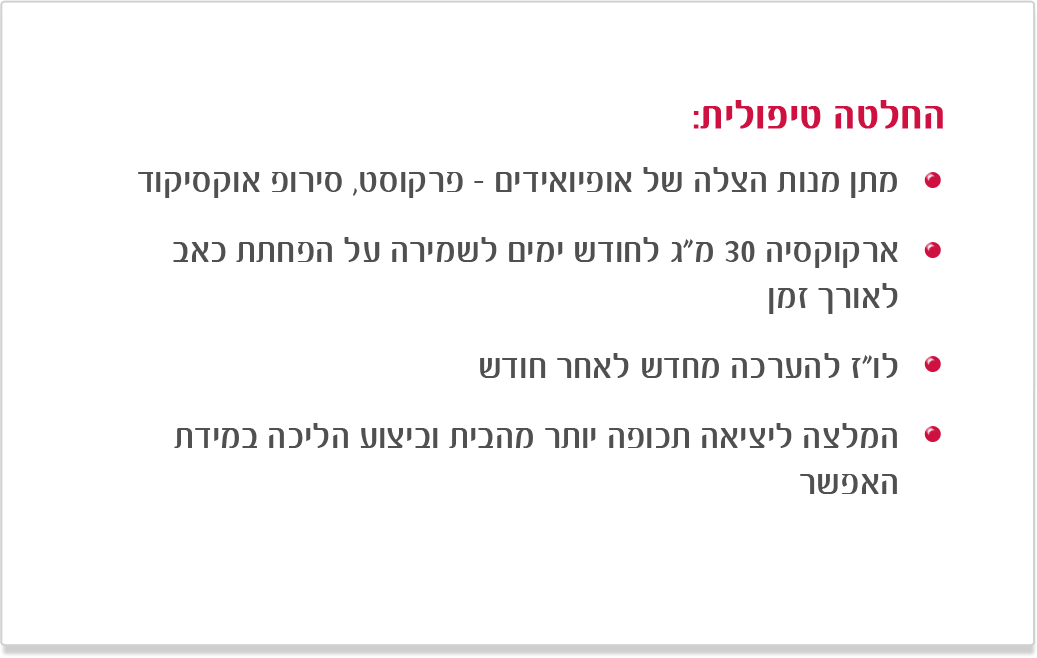 החלטה טיפולית:
מתן מנות הצלה של אופיואידים - פרקוסט, סירופ אוקסיקוד
ארקוקסיה 30 מ"ג לחודש ימים לשמירה על הפחתת כאב
לאורך זמן
לו"ז להערכה מחדש לאחר חודש
המלצה ליציאה תכופה יותר מהבית וביצוע הליכה במידת
האפשר